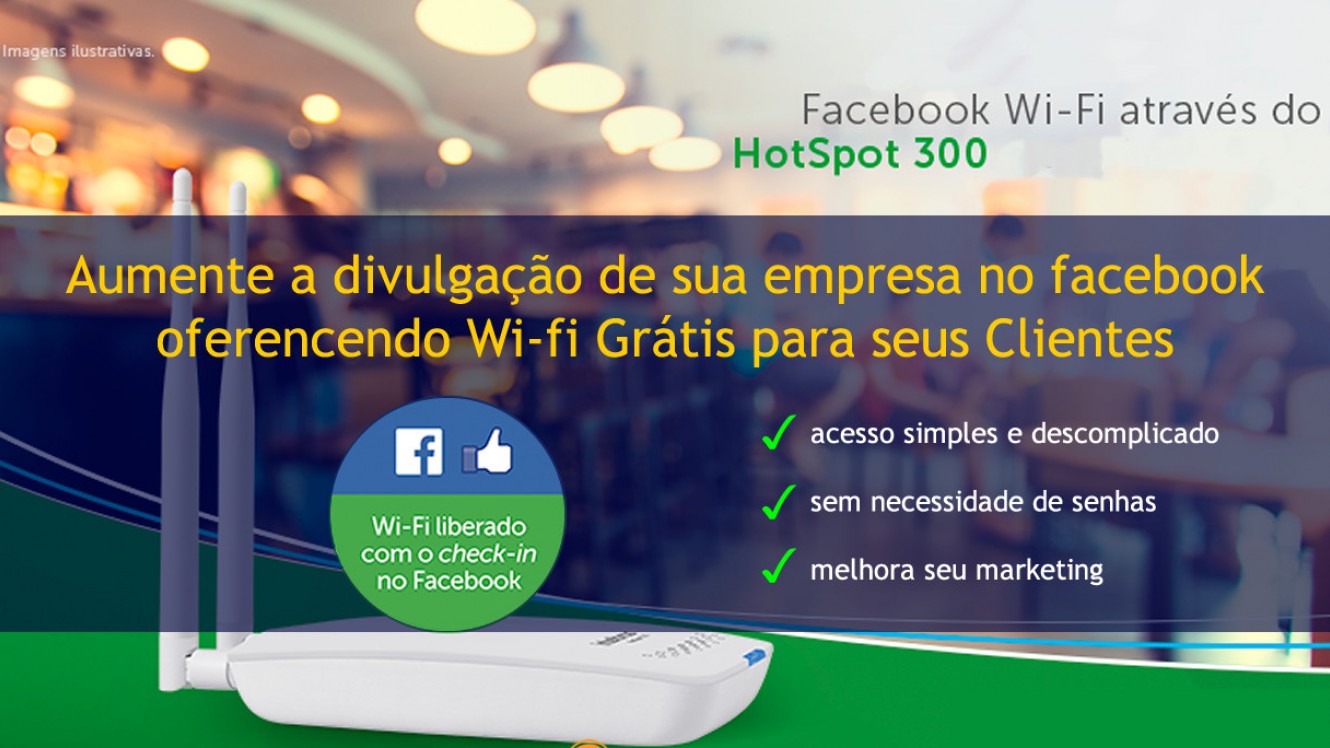 Imagens ilustrativas.
Facebook Wi-Fi através do
HotSpot 300
Aumente a divulgação de sua empresa no facebook
oferencendo Wi-fi Grátis para seus Clientes
acesso simples e descomplicado
sem necessidade de senhas
melhora seu marketing
Wi-Fi liberado
com o check-in
no Facebook